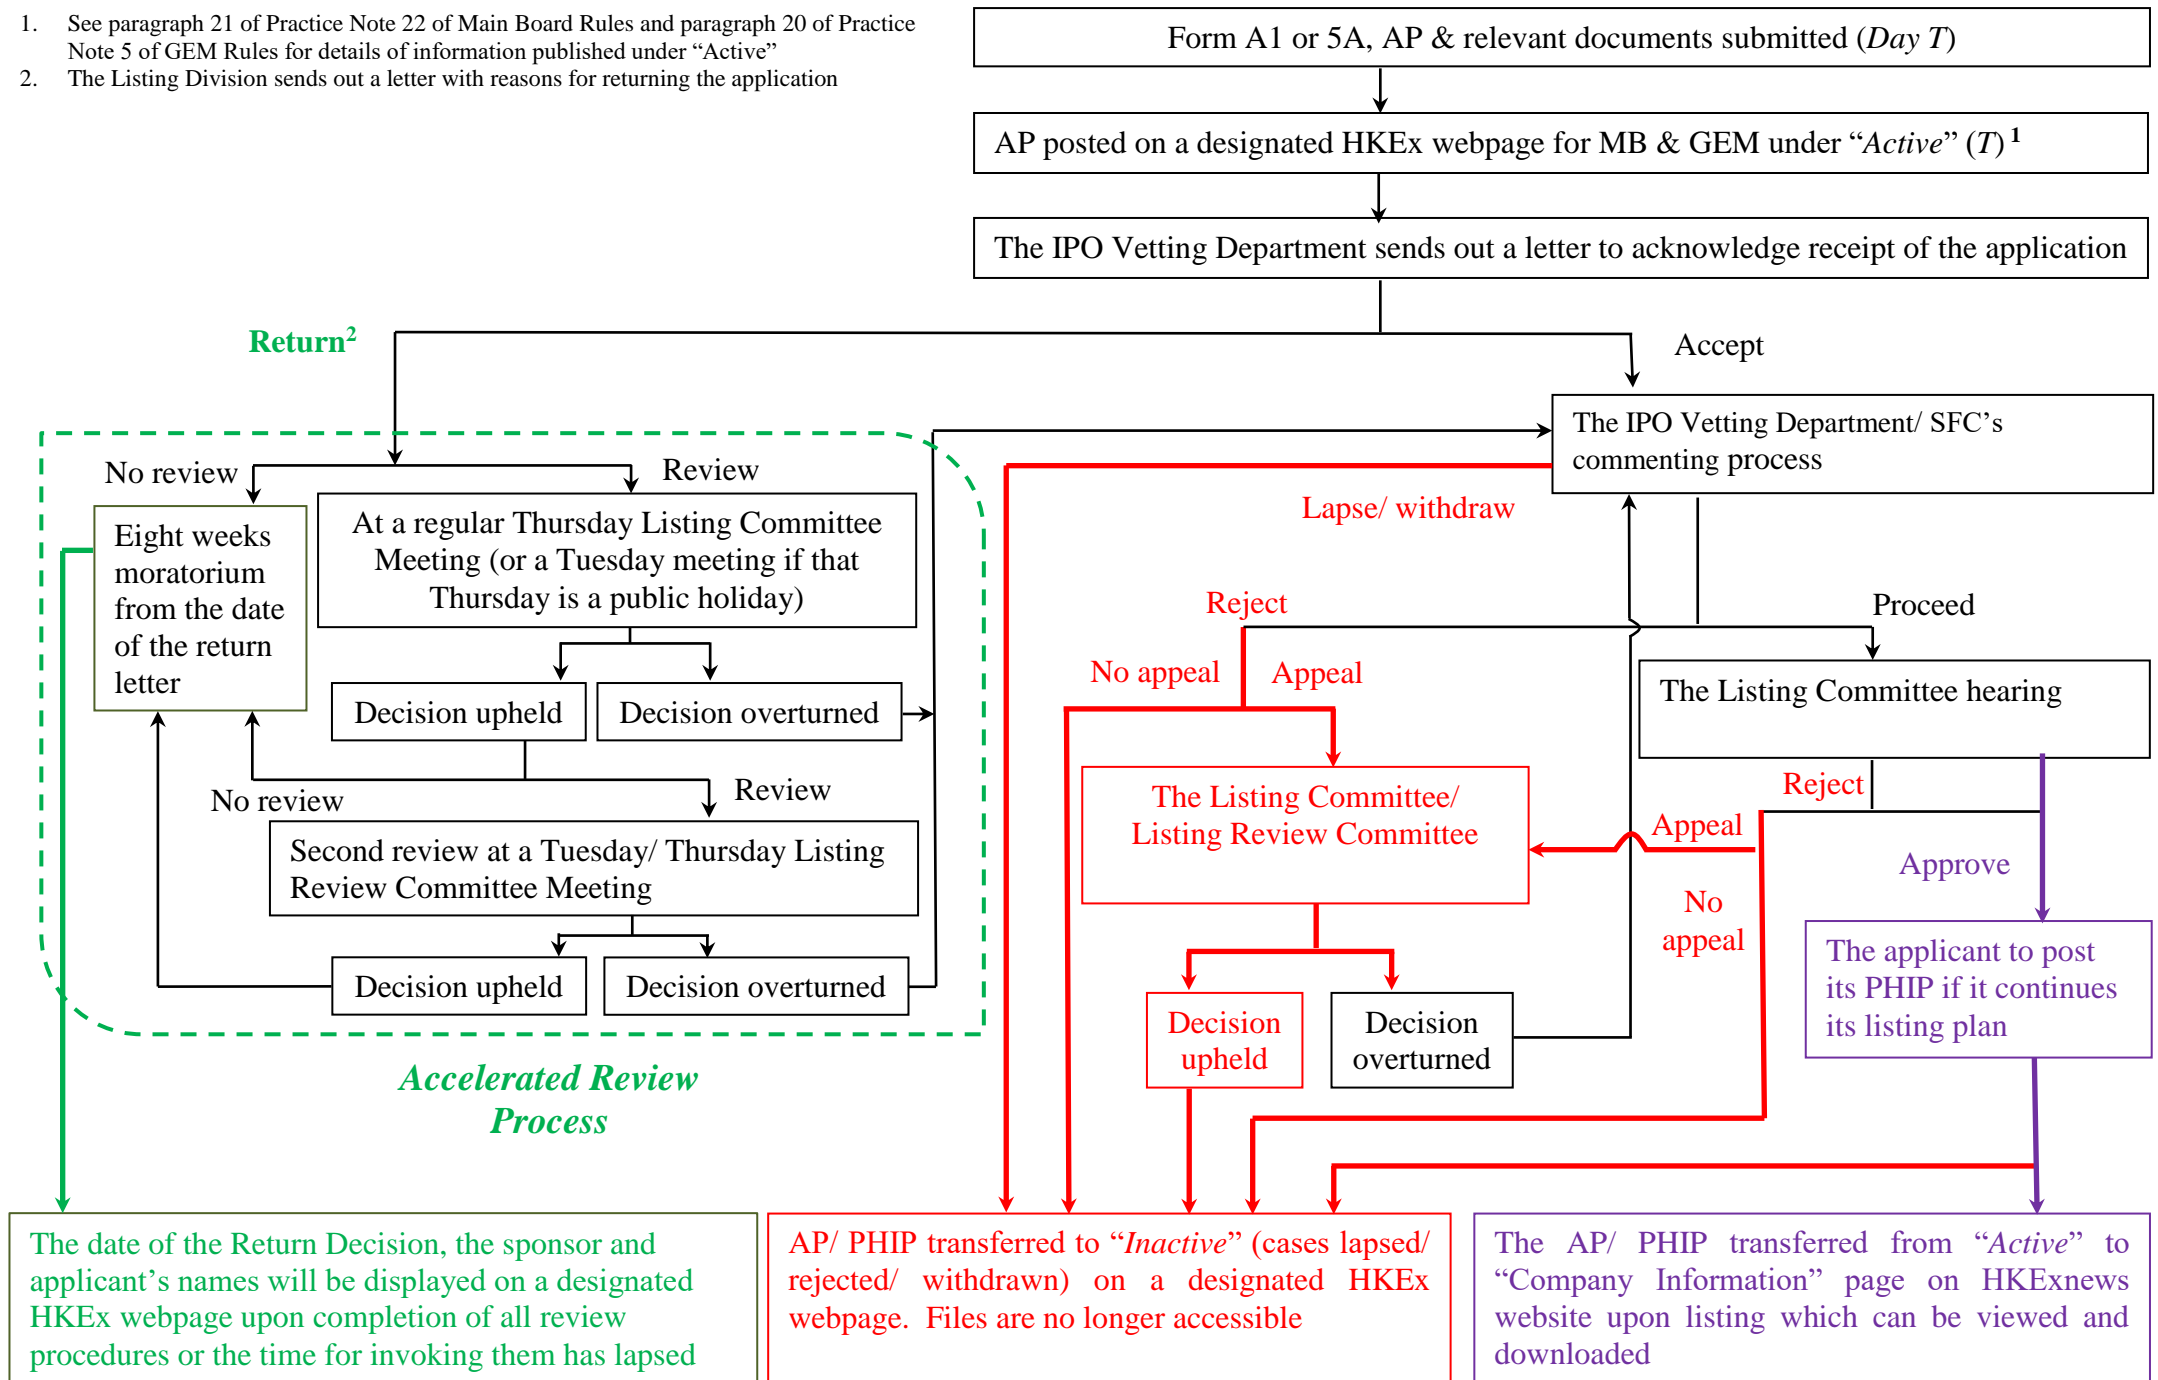 1. See paragraph 21 of Practice Note 22 of Main Board Rules and paragraph 20 of Practice
Note 5 of GEM Rules for details of information published under “Active”
2. The Listing Division sends out a letter with reasons for returning the application
Form A1 or 5A, AP & relevant documents submitted (Day T)
AP posted on a designated HKEx webpage for MB & GEM under “Active” (T) 1
The IPO Vetting Department sends out a letter to acknowledge receipt of the application
Return2
Accept
The IPO Vetting Department/ SFC’s
commenting process
No review
Review
Eight weeks
moratorium
from the date
of the return
letter
At a regular Thursday Listing Committee
Meeting (or a Tuesday meeting if that
Thursday is a public holiday)
Decision upheld
Decision overturned
No review
Review
Second review at a Tuesday/ Thursday Listing
Review Committee Meeting
Decision upheld
Decision overturned
Accelerated Review
Process
Lapse/ withdraw
Reject
Proceed
No appeal
Appeal
The Listing Committee hearing
The Listing Committee/
Listing Review Committee
Reject
Appeal
Approve
No
appeal
Decision
upheld
Decision
overturned
The applicant to post
its PHIP if it continues
its listing plan
The date of the Return Decision, the sponsor and
applicant’s names will be displayed on a designated
HKEx webpage upon completion of all review
procedures or the time for invoking them has lapsed
AP/ PHIP transferred to “Inactive” (cases lapsed/
rejected/ withdrawn) on a designated HKEx
webpage. Files are no longer accessible
The AP/ PHIP transferred from “Active” to
“Company Information” page on HKExnews
website upon listing which can be viewed and
downloaded